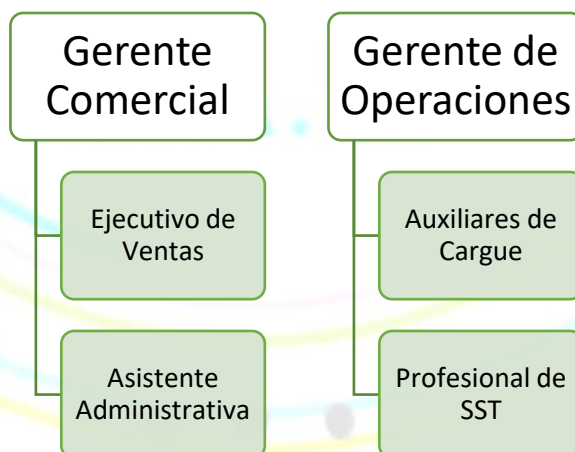 Gerente
Comercial
Ejecutivo de
Ventas
Asistente
Administrativa
Gerente de
Operaciones
Auxiliares de
Cargue
Profesional de
SST